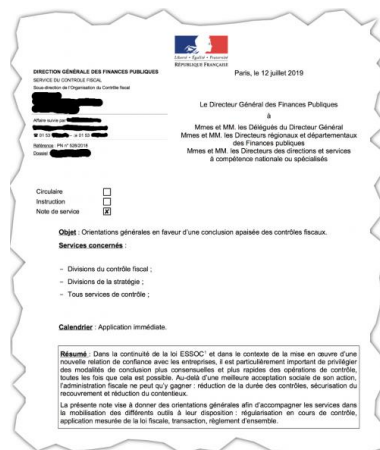 Liberté • Égalité • Fraternité
RÉPUBLIQUE FRANÇAISE
DIRECTION GÉNÉRALE DES FINANCES PUBLIQUES
SERVICE DU CONTROLE FISCAL
Sous-direction de l'Organisation du Contrôle fiscal
Affaire suivie par
01 53
01 53
Référence : PN n° 528/2019
Dossier
Paris, le 12 juillet 2019
Le Directeur Général des Finances Publiques
à
Mmes et MM. les Délégués du Directeur Général
Mmes et MM. les Directeurs régionaux et départementaux
des Finances publiques
Mmes et MM. les Directeurs des directions et services
à compétence nationale ou spécialisés
Circulaire
Instruction
Note de service X
Objet : Orientations générales en faveur d'une conclusion apaisée des contrôles fiscaux.
Services concernés :
– Divisions du contrôle fiscal ;
– Divisions de la stratégie ;
– Tous services de contrôle ;
Calendrier : Application immédiate.
Résumé : Dans la continuité de la loi ESSOC¹ et dans le contexte de la mise en œuvre d'une
nouvelle relation de confiance avec les entreprises, il est particulièrement important de privilégier
des modalités de conclusion plus consensuelles et plus rapides des opérations de contrôle,
toutes les fois que cela est possible. Au-delà d'une meilleure acceptation sociale de son action,
l'administration fiscale ne peut qu'y gagner : réduction de la durée des contrôles, sécurisation du
recouvrement et réduction du contentieux.
La présente note vise à donner des orientations générales afin d'accompagner les services dans
la mobilisation des différents outils à leur disposition : régularisation en cours de contrôle,
application mesurée de la loi fiscale, transaction, règlement d'ensemble.